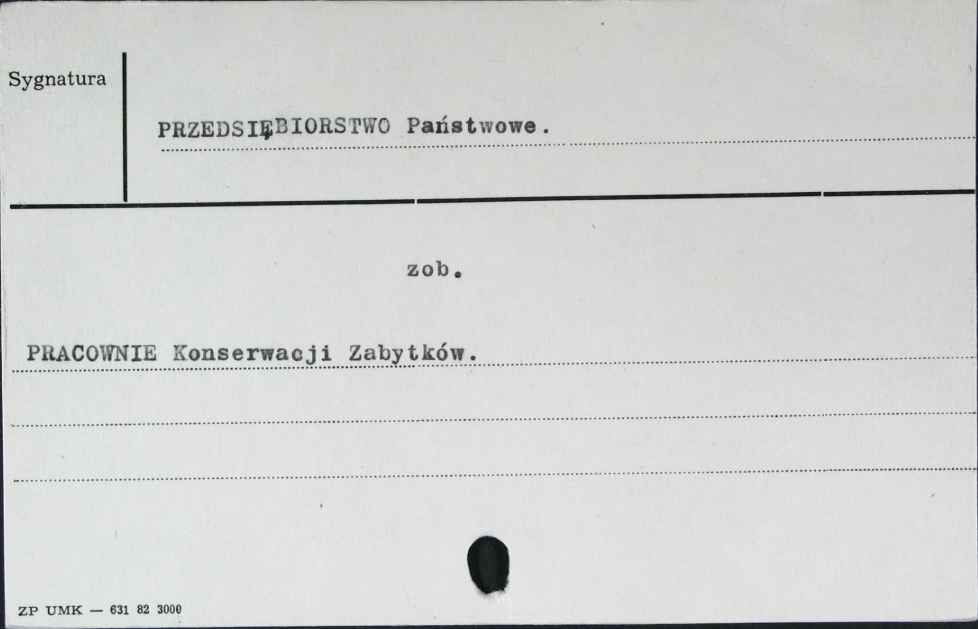 Sygnatura
PRZEDSIĘBIORSTWO Państwowe.
zob.
PRACOWNIE Konserwacji Zabytków.
ZP UMK — 631 82 3000